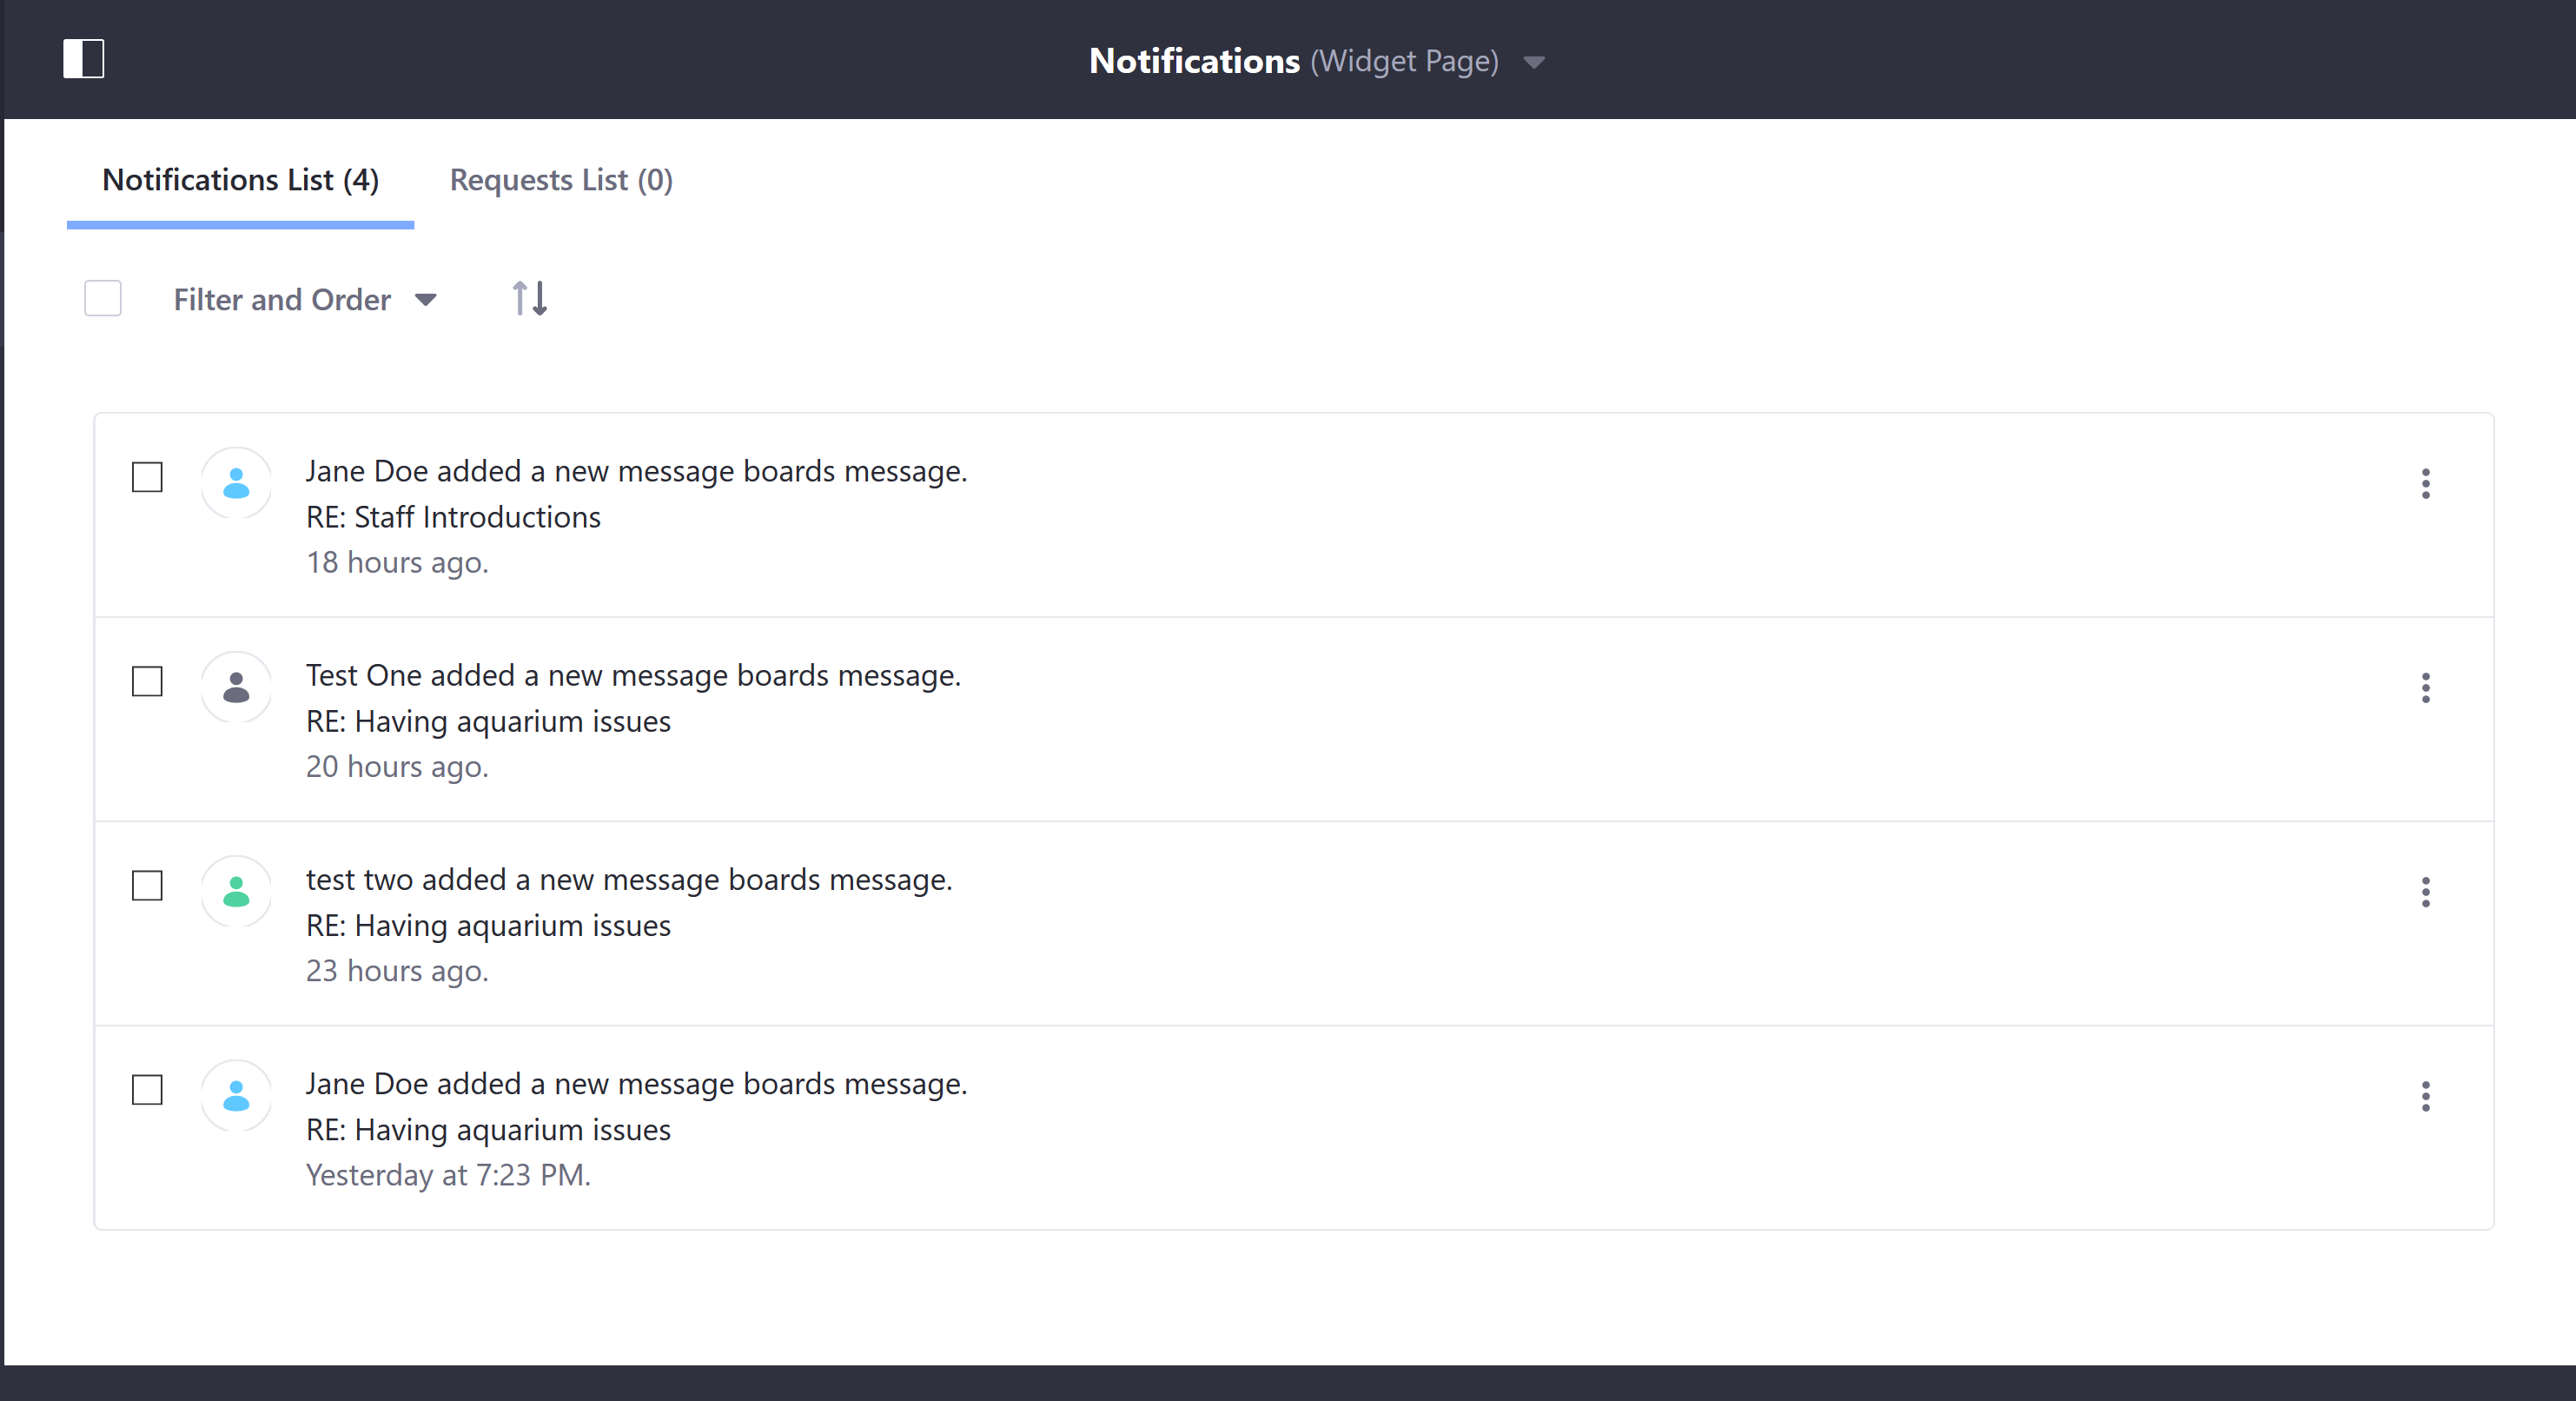 Notifications (Widget Page)
Notifications List (4) Requests List (0)
Filter and Order
Jane Doe added a new message boards message.
RE: Staff Introductions
18 hours ago.
Test One added a new message boards message.
RE: Having aquarium issues
20 hours ago.
test two added a new message boards message.
RE: Having aquarium issues
23 hours ago.
Jane Doe added a new message boards message.
RE: Having aquarium issues
Yesterday at 7:23 PM.